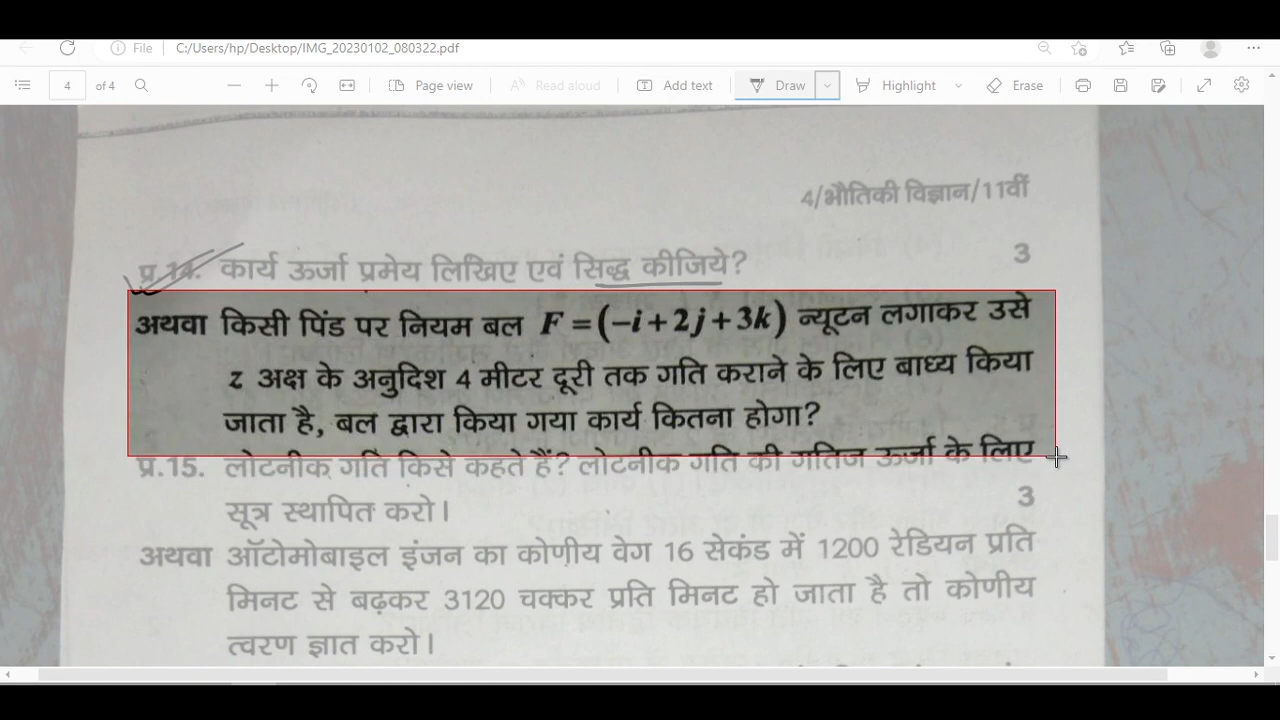 File C:/Users/hp/Desktop/IMG_20230102_080322.pdf
4 of 4 Page view Read aloud Add text Draw Highlight Erase
4/भौतिकी विज्ञान/11वीं
प्र.14. कार्य ऊर्जा प्रमेय लिखिए एवं सिद्ध कीजिये? 3
अथवा किसी पिंड पर नियम बल F = (−i + 2j + 3k) न्यूटन लगाकर उसे
z अक्ष के अनुदिश 4 मीटर दूरी तक गति कराने के लिए बाध्य किया
जाता है, बल द्वारा किया गया कार्य कितना होगा?
प्र.15. लोटनीक गति किसे कहते हैं? लोटनीक गति की गतिज ऊर्जा के लिए
सूत्र स्थापित करो। 3
अथवा ऑटोमोबाइल इंजन का कोणीय वेग 16 सेकंड में 1200 रेडियन प्रति
मिनट से बढ़कर 3120 चक्कर प्रति मिनट हो जाता है तो कोणीय
त्वरण ज्ञात करो।